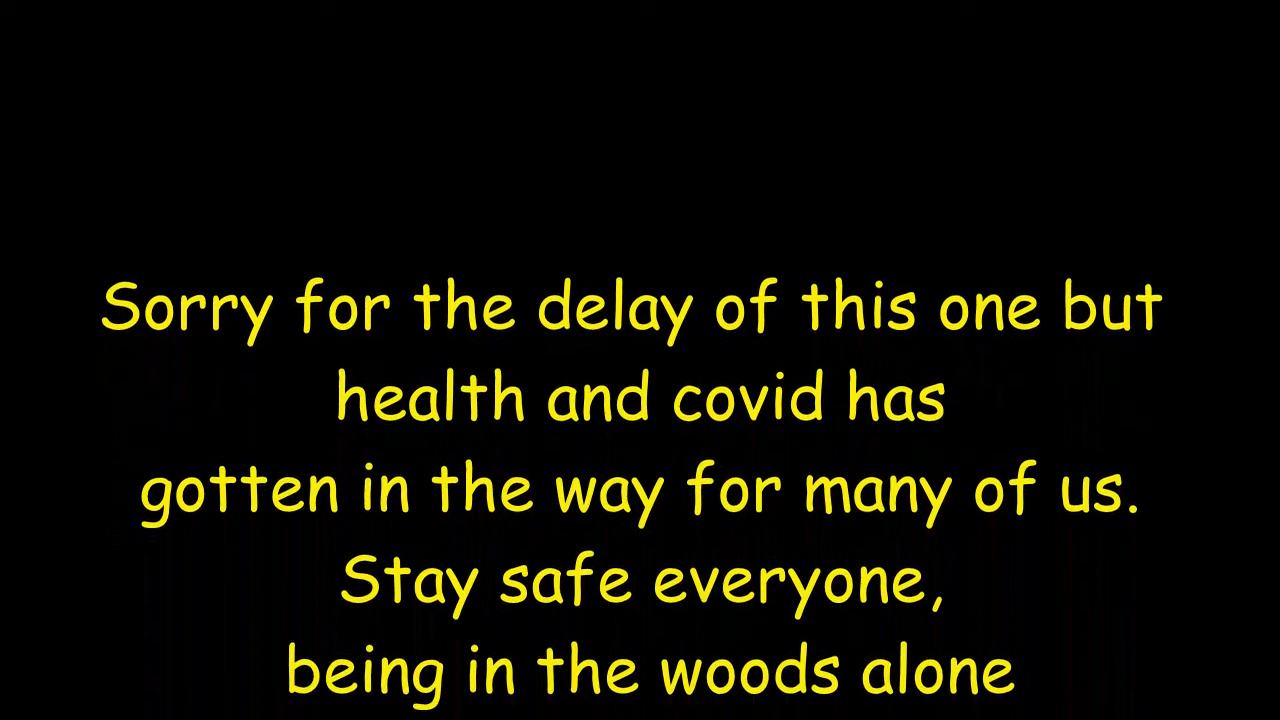 Sorry for the delay of this one but
health and covid has
gotten in the way for many of us.
Stay safe everyone,
being in the woods alone